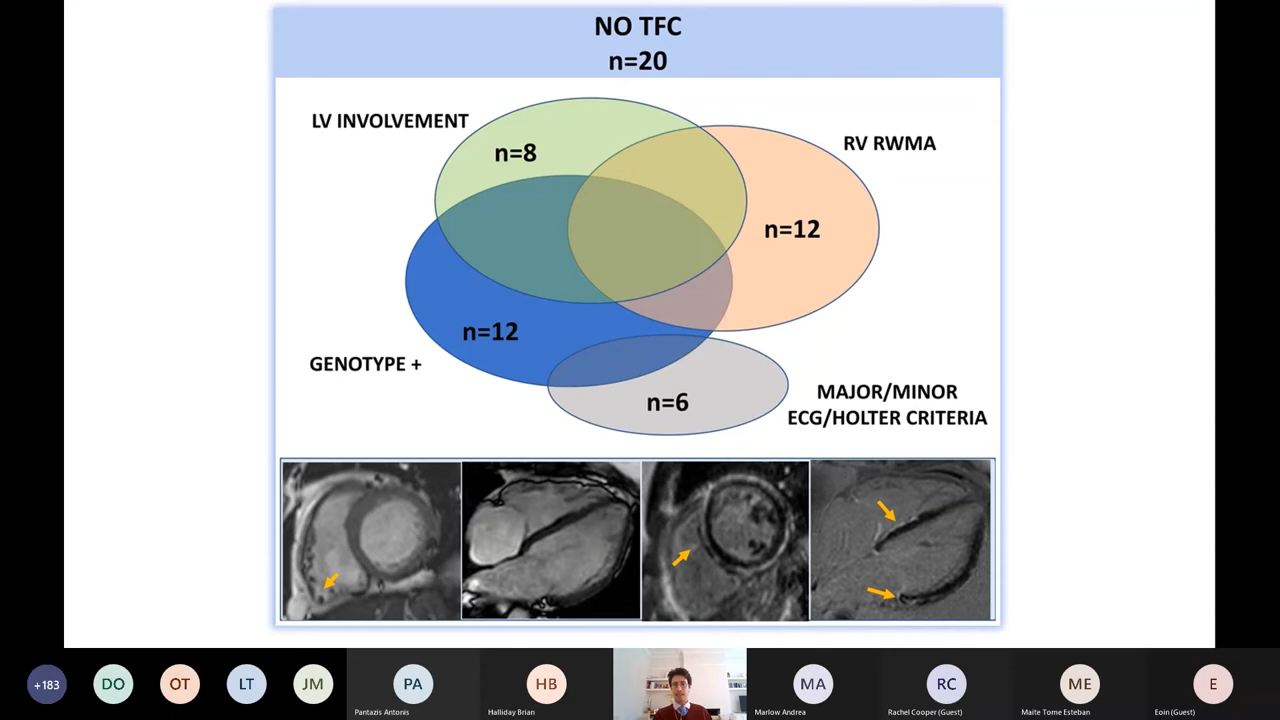 NO TFC
n=20
LV INVOLVEMENT
n=8
RV RWMA
n=12
n=12
GENOTYPE +
n=6
MAJOR/MINOR
ECG/HOLTER CRITERIA
+183
DO
OT
LT
JM
PA
HB
MA
RC
ME
E
Pantazis Antonis
Halliday Brian
Marlow Andrea
Rachel Cooper (Guest)
Maite Tome Esteban
Eoin (Guest)